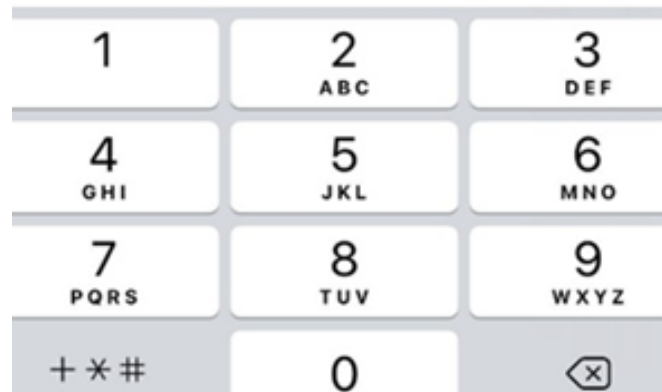 1 2 3
ABC DEF
4 5 6
GHI JKL MNO
7 8 9
PQRS TUV WXYZ
+*# 0